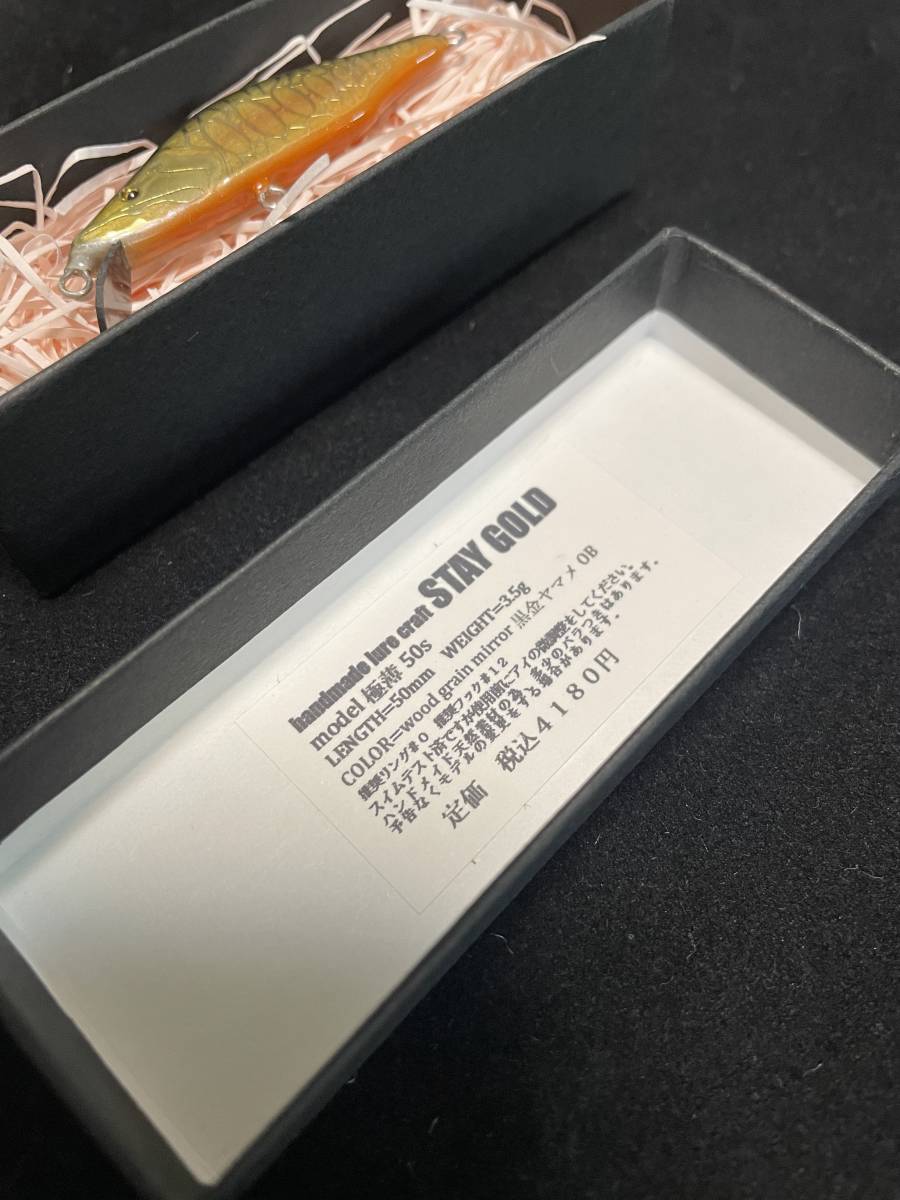 handmade lure craft STAY GOLD
model 極薄 50s
LENGTH=50mm WEIGHT=3.5g
COLOR=wood grain mirror 黒金ヤマメ OB
推奨リング#0 推奨フック#12
スイムテスト済ですが使用前にアイの微調整をしてください。
ハンドメイド天然素材の為、多少のバラつきはあります。
予告なくモデルの変更をする場合があります。
定価 税込4180円